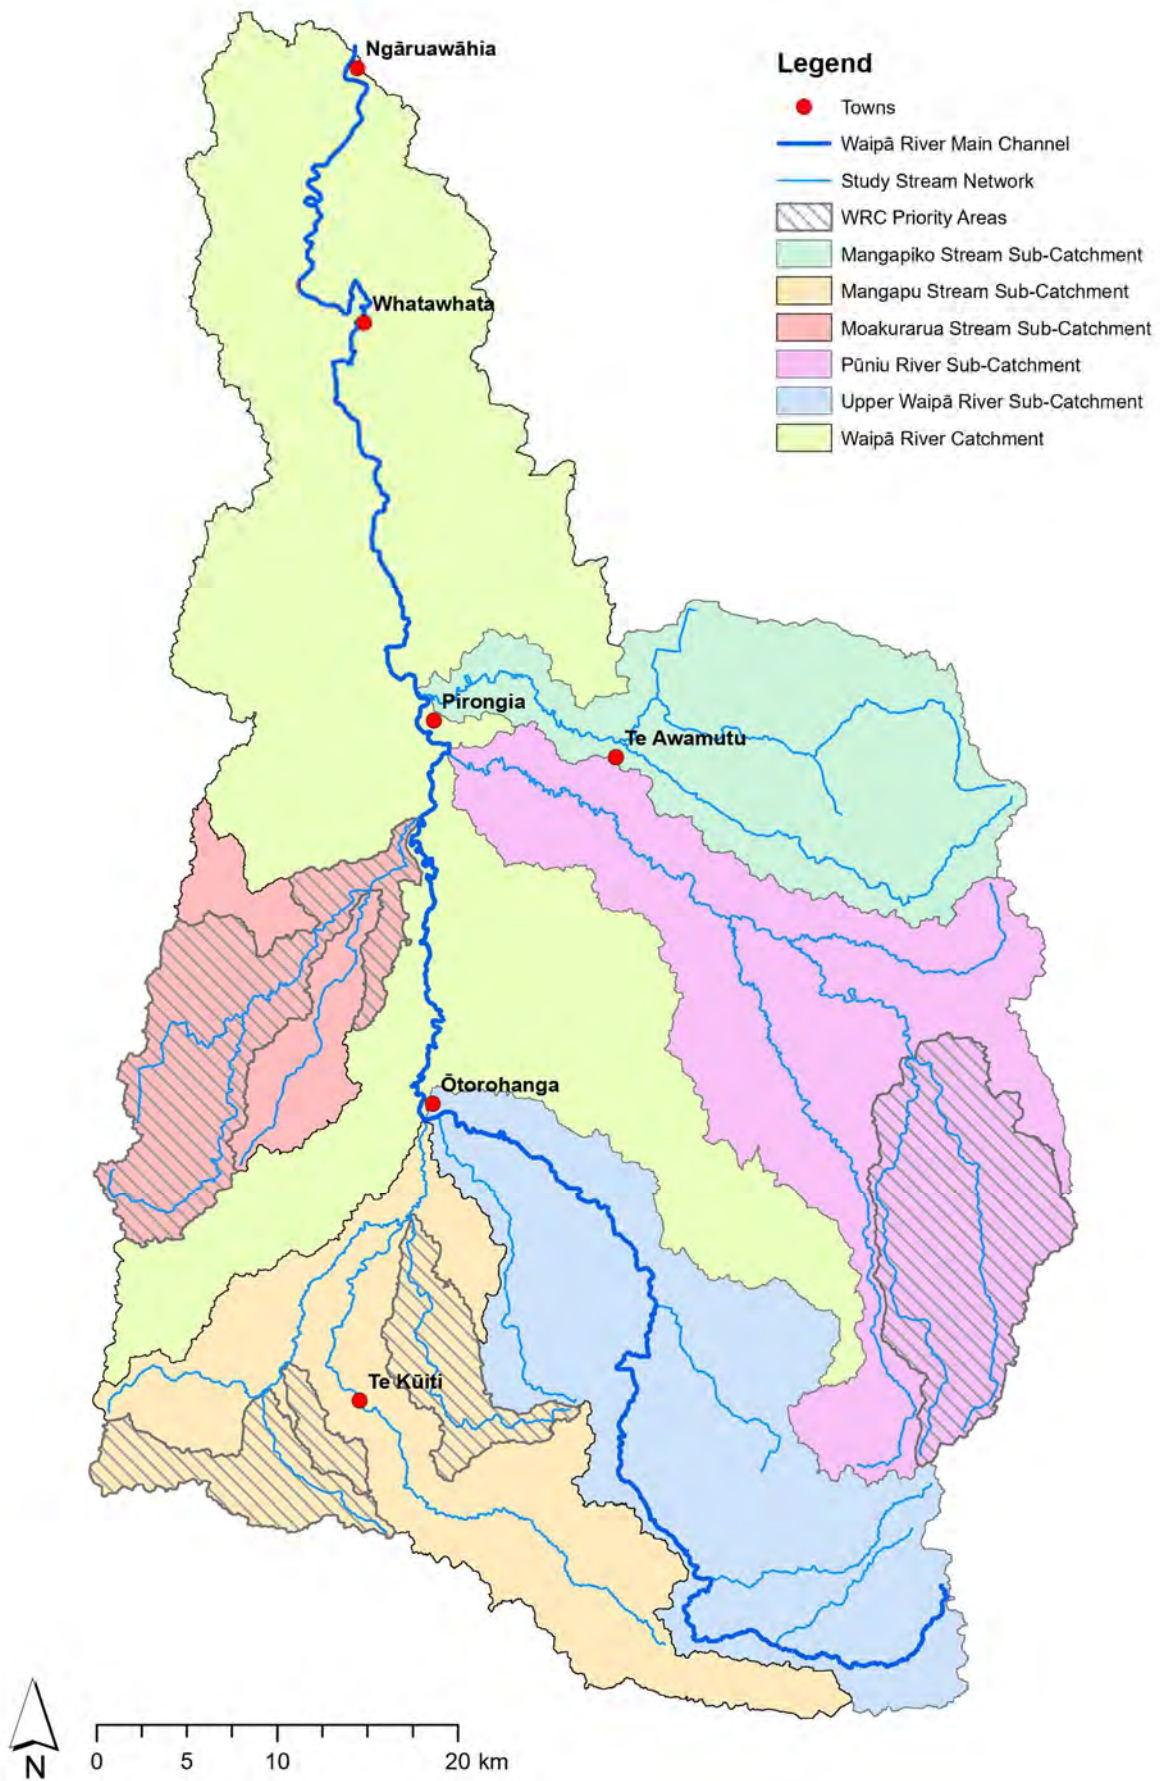 Ngāruawāhia
Legend
Towns
Waipā River Main Channel
Study Stream Network
WRC Priority Areas
Mangapiko Stream Sub-Catchment
Mangapu Stream Sub-Catchment
Moakurarua Stream Sub-Catchment
Pūniu River Sub-Catchment
Upper Waipā River Sub-Catchment
Waipā River Catchment
Whatawhata
Pirongia
Te Awamutu
Ōtorohanga
Te Kūiti
N
0 5 10 20 km